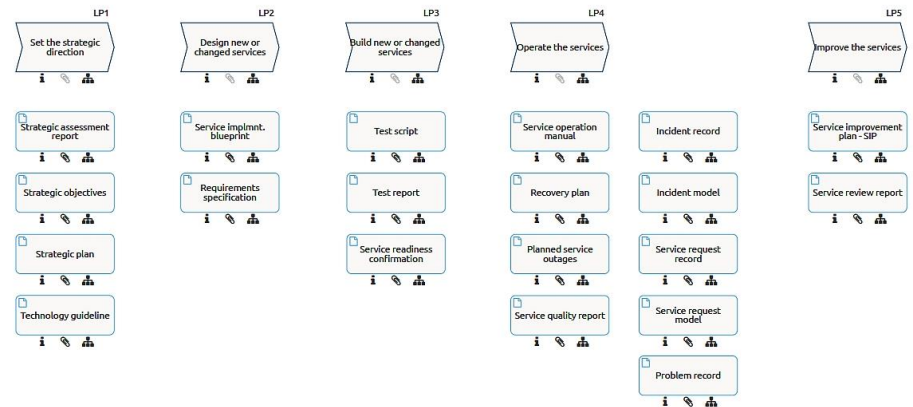 LP1
LP2
LP3
LP4
LP5
Set the strategic
direction
Design new or
changed services
Build new or changed
services
Operate the services
Improve the services
Strategic assessment
report
Strategic objectives
Strategic plan
Technology guideline
Service implmnt.
blueprint
Requirements
specification
Test script
Test report
Service readiness
confirmation
Service operation
manual
Recovery plan
Planned service
outages
Service quality report
Incident record
Incident model
Service request
record
Service request
model
Problem record
Service improvement
plan - SIP
Service review report